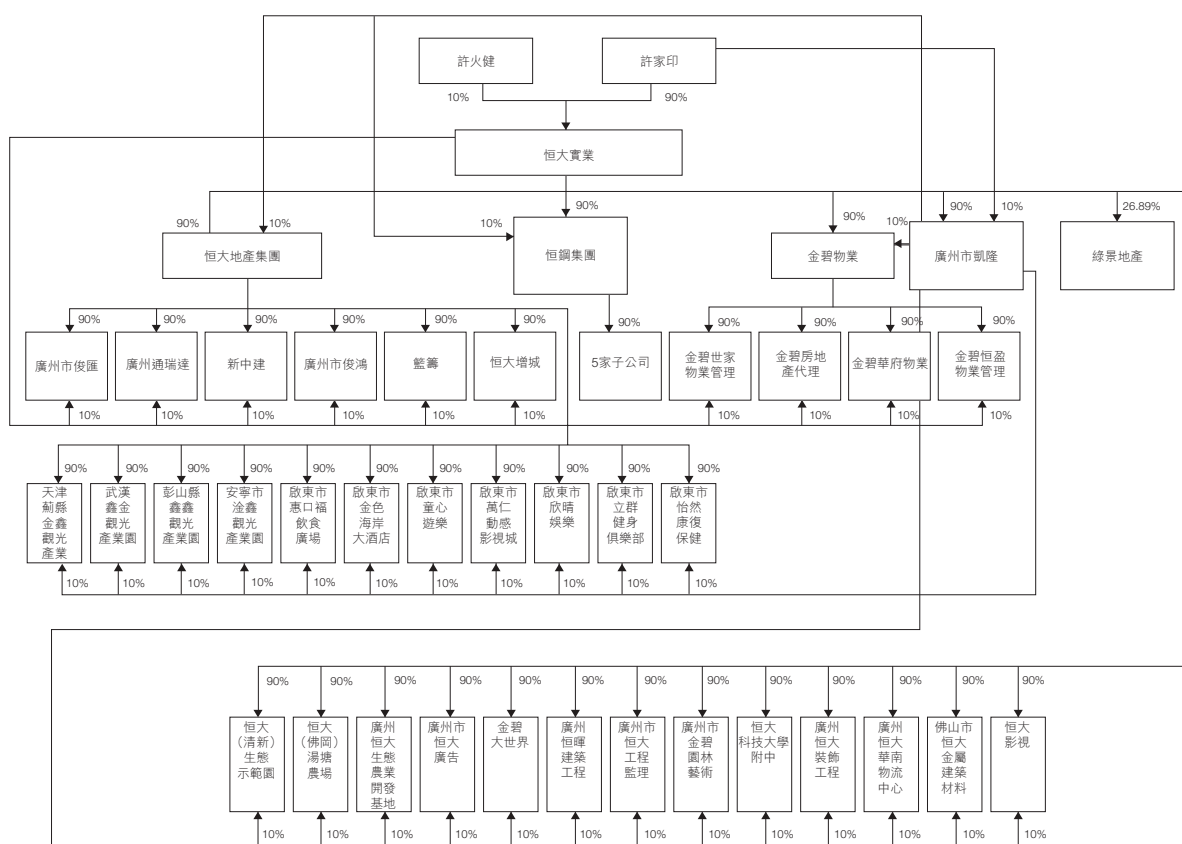 許火健
許家印
10%
90%
恒大實業
90%
10%
10%
90%
90%
10%
90%
10%
26.89%
恒大地產集團
恒鋼集團
金碧物業
廣州市凱隆
綠景地產
90%
90%
90%
90%
90%
90%
90%
90%
90%
90%
90%
廣州市俊匯
廣州通瑞達
新中建
廣州市俊鴻
藍籌
恒大增城
5家子公司
金碧世家
物業管理
金碧房地
產代理
金碧華府物業
金碧恒盈
物業管理
10%
10%
10%
10%
10%
10%
10%
10%
10%
10%
90%
90%
90%
90%
90%
90%
90%
90%
90%
90%
90%
天津
薊縣
金鑫
觀光
產業
武漢
鑫金
觀光
產業園
彭山縣
鑫鑫
觀光
產業園
安寧市
淦鑫
觀光
產業園
啟東市
惠口福
飲食
廣場
啟東市
金色
海岸
大酒店
啟東市
童心
遊樂
啟東市
萬仁
動感
影視城
啟東市
欣晴
娛樂
啟東市
立群
健身
俱樂部
啟東市
怡然
康復
保健
10%
10%
10%
10%
10%
10%
10%
10%
10%
10%
10%
90%
90%
90%
90%
90%
90%
90%
90%
90%
90%
90%
90%
90%
恒大
(清新)
生態
示範園
恒大
(佛岡)
湯塘
農場
廣州
恒大
生態
農業
開發
基地
廣州市
恒大
廣告
金碧
大世界
廣州
恒暉
建築
工程
廣州市
恒大
工程
監理
廣州市
金碧
園林
藝術
恒大
科技大學
附中
廣州
恒大
裝飾
工程
廣州
恒大
華南
物流
中心
佛山市
恒大
金屬
建築
材料
恒大
影視
10%
10%
10%
10%
10%
10%
10%
10%
10%
10%
10%
10%
10%